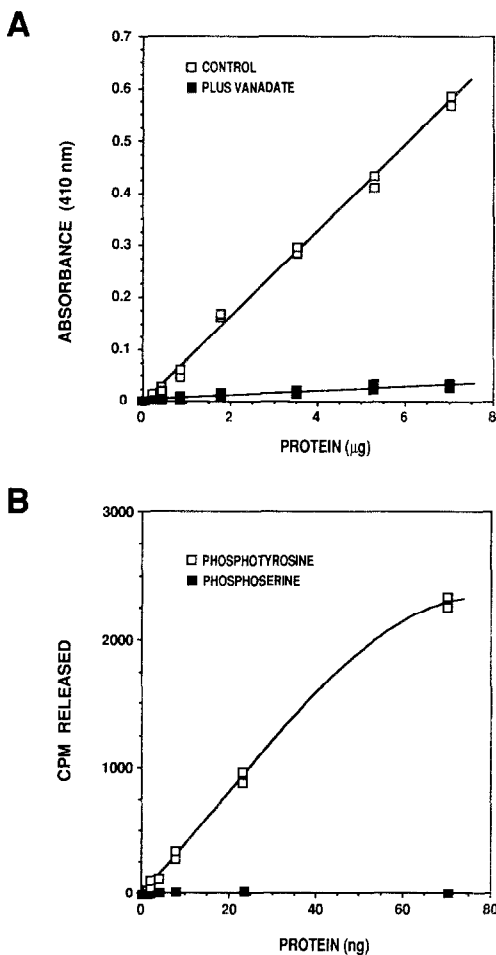 A
0.7
CONTROL
PLUS VANADATE
0.6
0.5
0.4
0.3
0.2
0.1
0
ABSORBANCE (410 nm)
0 2 4 6 8
PROTEIN (µg)
B
3000
PHOSPHOTYROSINE
PHOSPHOSERINE
2000
1000
0
CPM RELEASED
0 20 40 60 80
PROTEIN (ng)